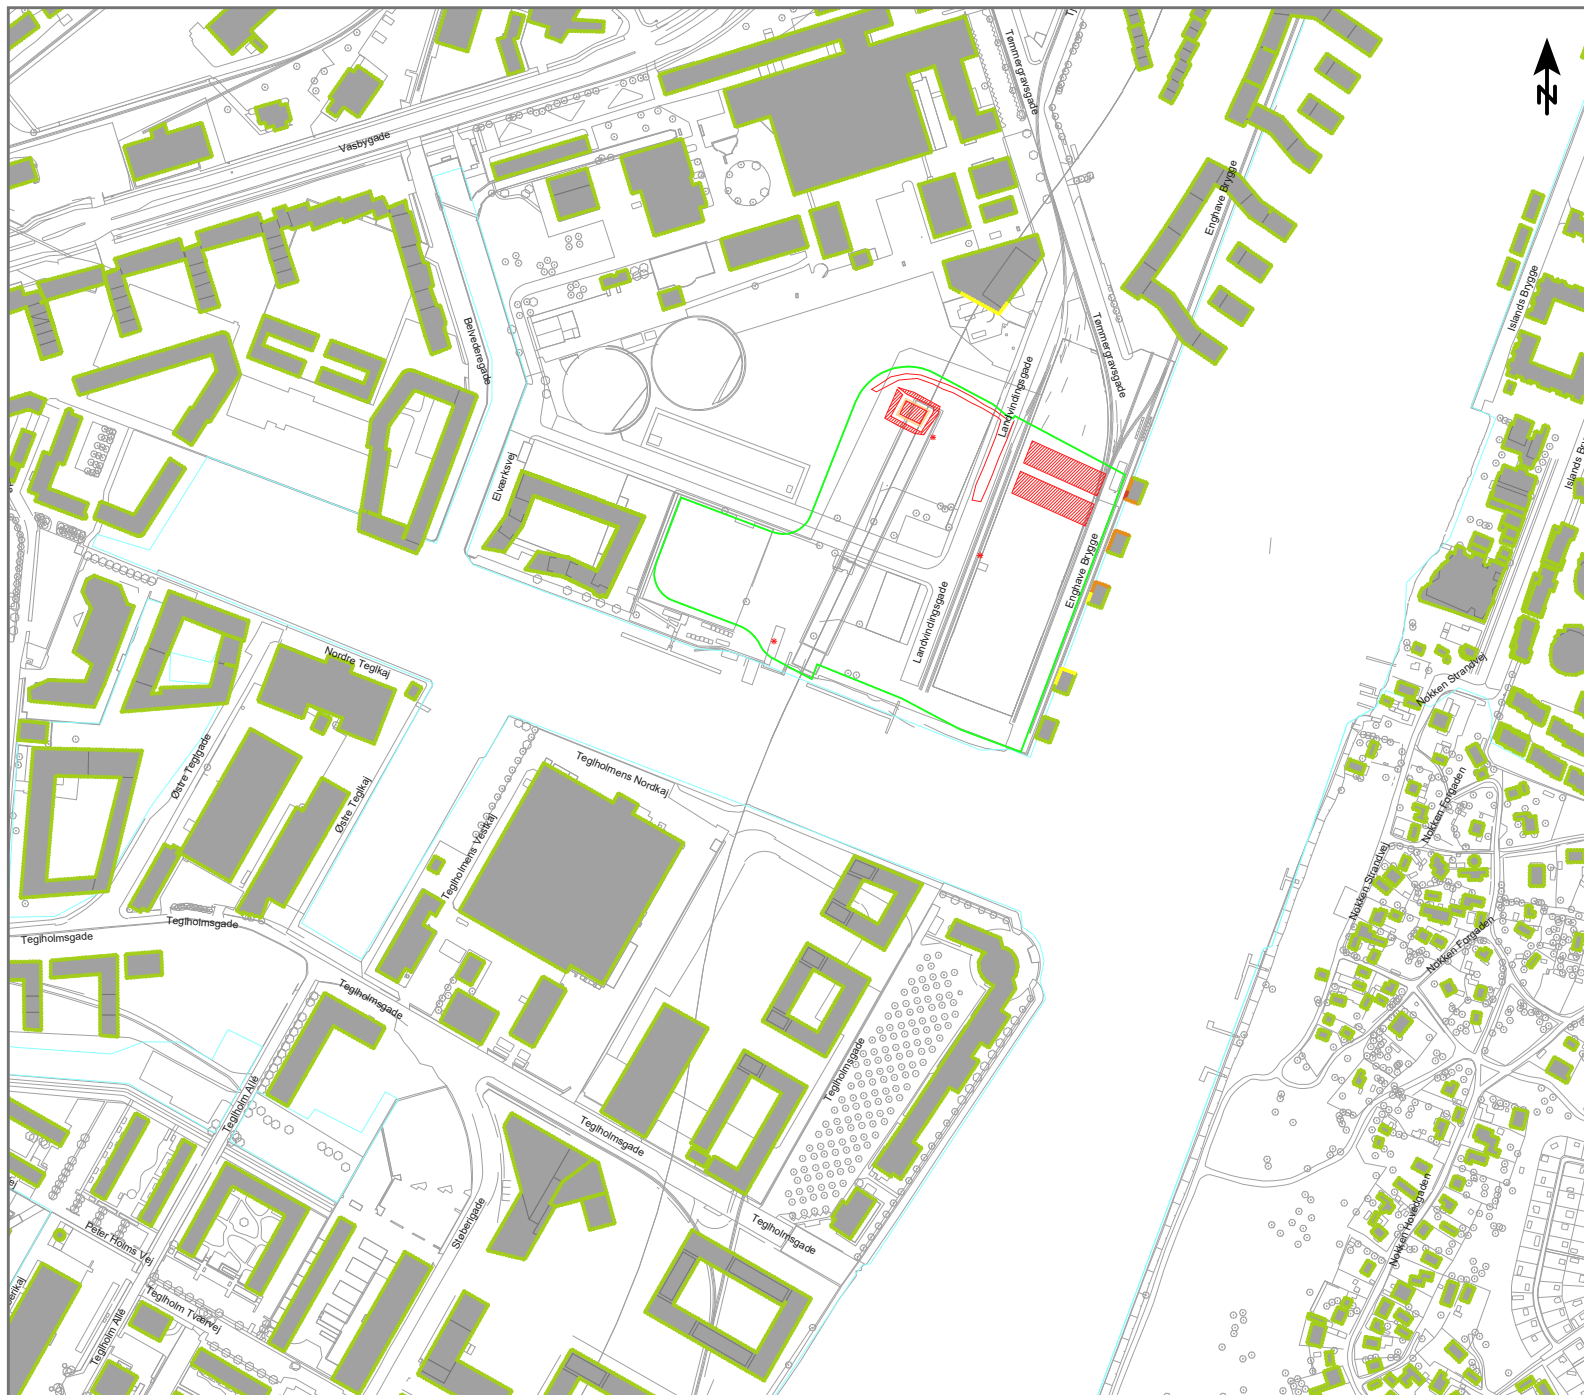 Tømmergravsgade
Vasbygade
Enghave Brygge
Islands Brygge
Belvederegade
Tømmergravsgade
Landvindingsgade
Elværksvej
Enghave Brygge
Landvindingsgade
Nordre Teglkaj
Nokken Strandvej
Østre Teglgade
Østre Teglkaj
Teglholmens Nordkaj
Teglholmens Vestkaj
Nokken Forgaden
Nokken Strandvej
Teglholmsgade
Teglholmsgade
Nokken Forgaden
Teglholmsgade
Teglholmsgade
Teglholm Allé
Teglholmsgade
Støberigade
Teglholmsgade
Nokken Hovedgaden
Peter Holms Vej
Teglholm Tværvej
Teglholm Allé
N